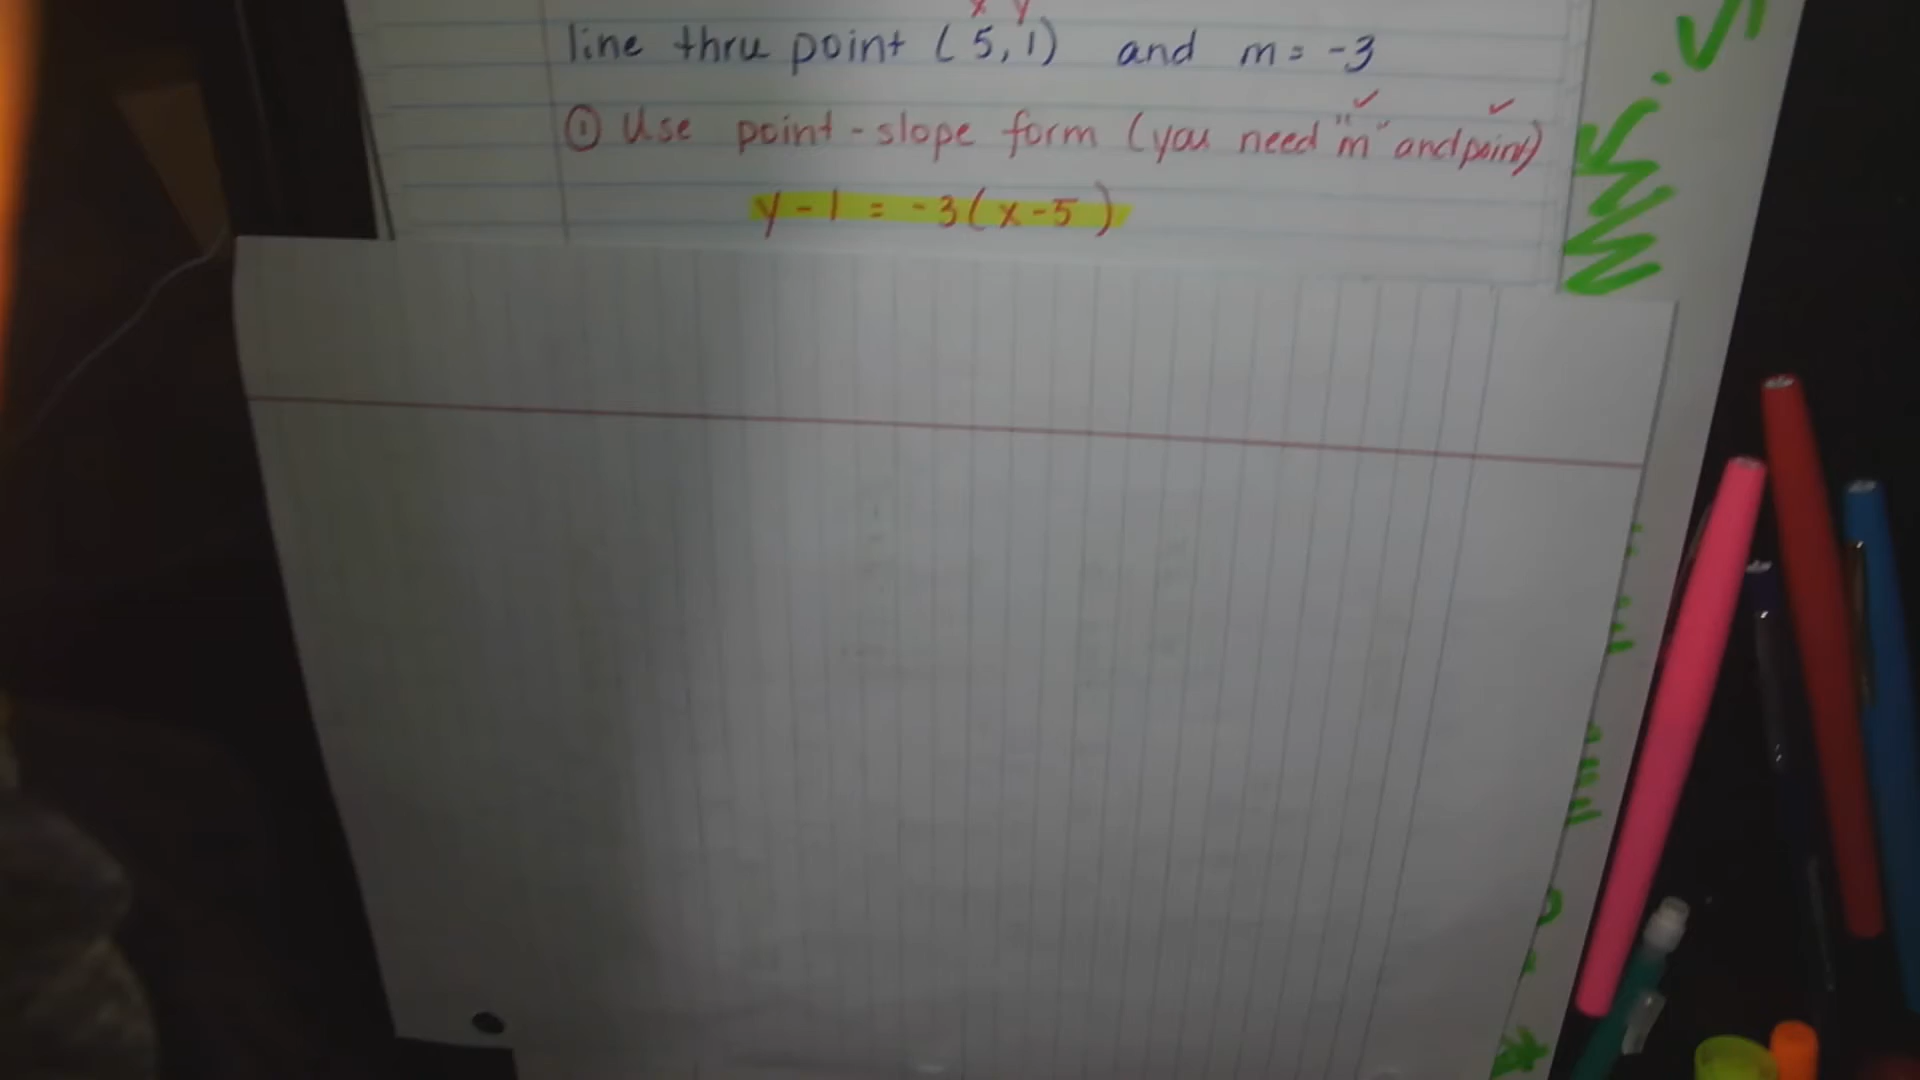 x y
line thru point (5, 1) and m = -3
① Use point-slope form (you need "m" and point)
y - 1 = -3(x - 5)